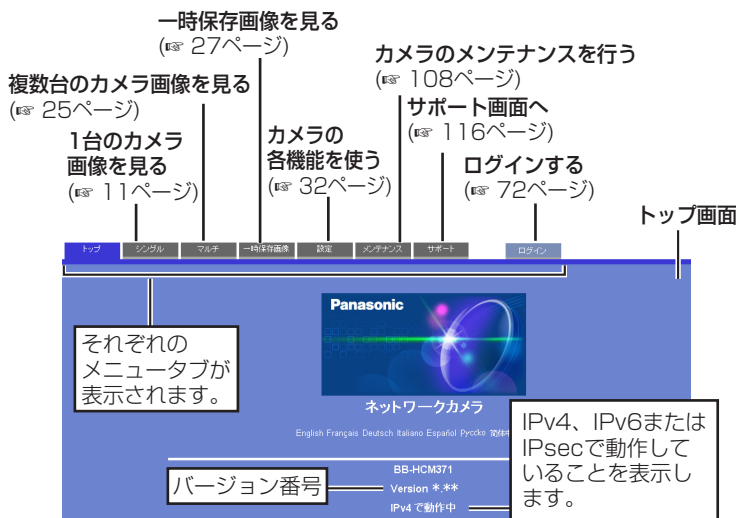 一時保存画像を見る
(☞ 27ページ)
カメラのメンテナンスを行う
(☞ 108ページ)
複数台のカメラ画像を見る
(☞ 25ページ)
サポート画面へ
(☞ 116ページ)
1台のカメラ
画像を見る
(☞ 11ページ)
カメラの
各機能を使う
(☞ 32ページ)
ログインする
(☞ 72ページ)
トップ画面
トップ シングル マルチ 一時保存画像 設定 メンテナンス サポート ログイン
Panasonic
それぞれの
メニュータブが
表示されます。
ネットワークカメラ
English Français Deutsch Italiano Español Русско
IPv4、IPv6または
IPsecで動作して
いることを表示し
ます。
BB-HCM371
バージョン番号
Version *.**
IPv4 で動作中